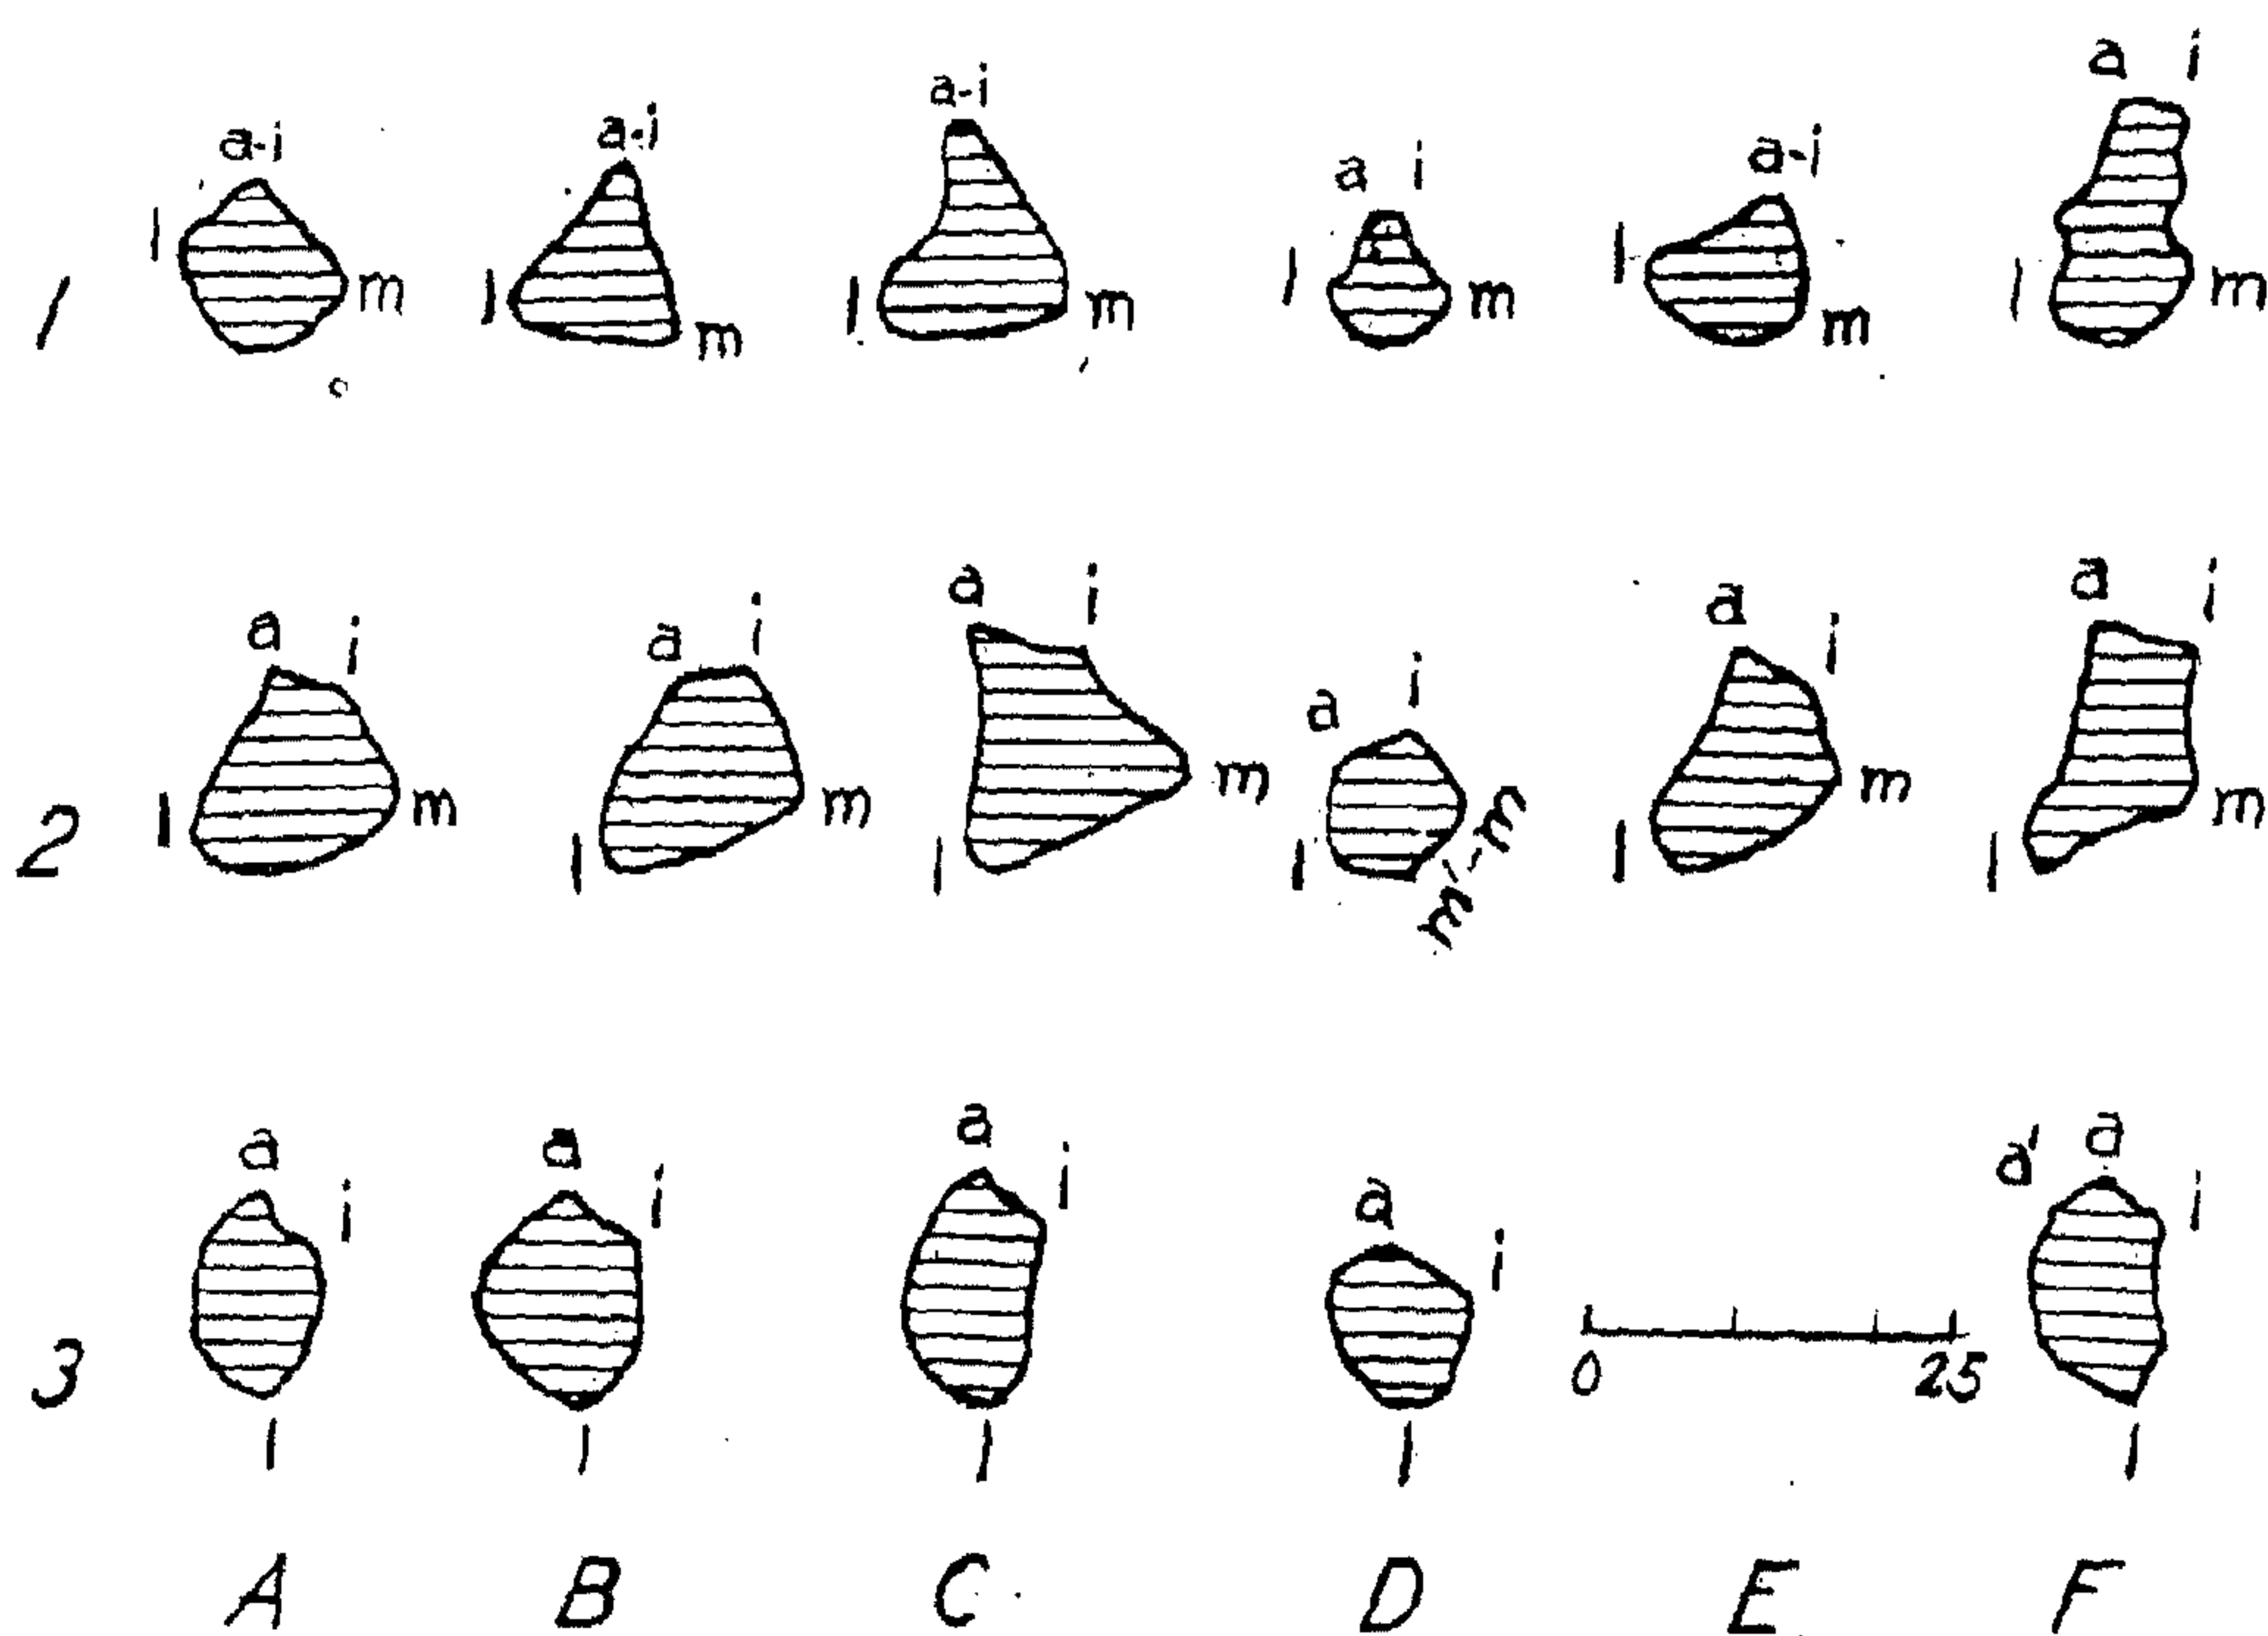 a-i a-i a-i a i a-i a i
1 l m l m l m l m l m l m
a i a i a i a i a i a i
2 l m l m l m l m m l m l m
a i a i a i a i a' a i
3 l l l l 0 25 l
A B C D E F